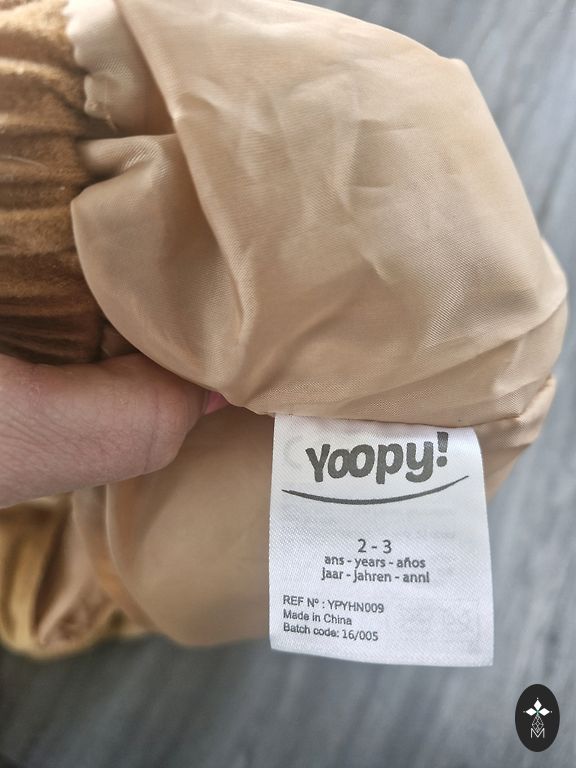 Yoopy!
2 - 3
ans - years - años
jaar - jahren - anni
REF N° : YPYHN009
Made in China
Batch code: 16/005
M